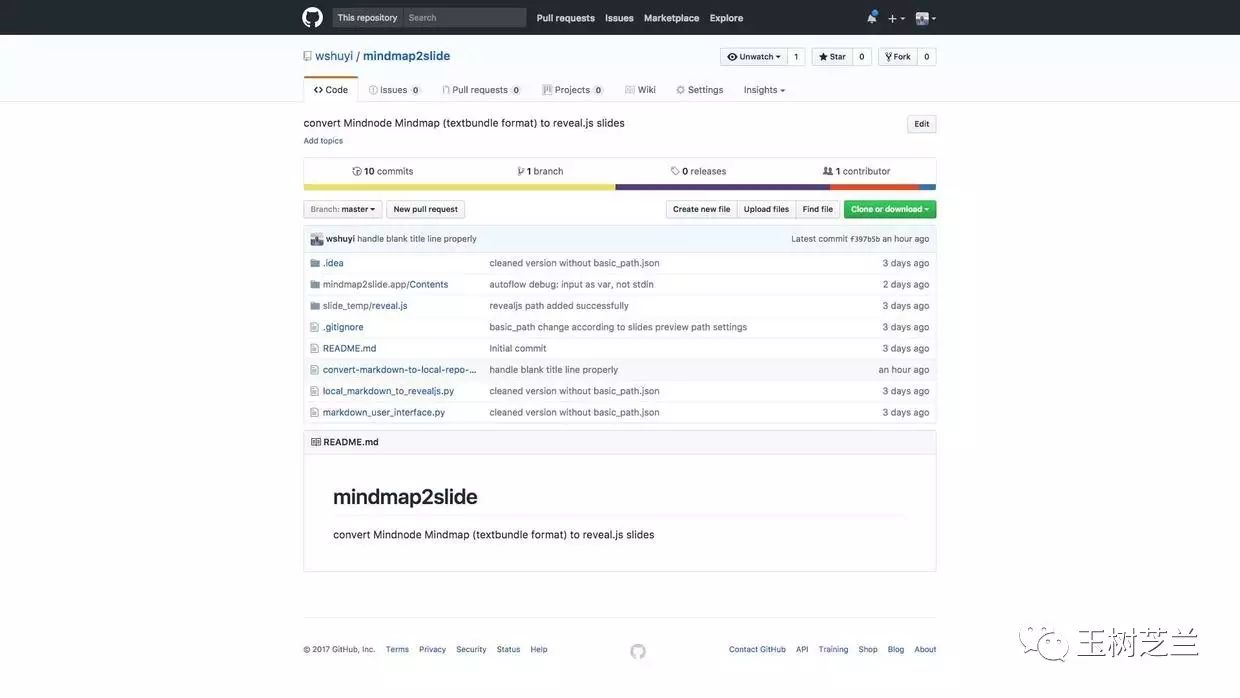 This repository Search Pull requests Issues Marketplace Explore
wshuyi / mindmap2slide Unwatch 1 Star 0 Fork 0
Code Issues 0 Pull requests 0 Projects 0 Wiki Settings Insights
convert Mindnode Mindmap (textbundle format) to reveal.js slides Edit
Add topics
10 commits 1 branch 0 releases 1 contributor
Branch: master New pull request Create new file Upload files Find file Clone or download
wshuyi handle blank title line properly Latest commit f397b5b an hour ago
.idea cleaned version without basic_path.json 3 days ago
mindmap2slide.app/Contents autoflow debug: input as var, not stdin 2 days ago
slide_temp/reveal.js revealjs path added successfully 3 days ago
.gitignore basic_path change according to slides preview path settings 3 days ago
README.md Initial commit 3 days ago
convert-markdown-to-local-repo-... handle blank title line properly an hour ago
local_markdown_to_revealjs.py cleaned version without basic_path.json 3 days ago
markdown_user_interface.py cleaned version without basic_path.json 3 days ago
README.md
mindmap2slide
convert Mindnode Mindmap (textbundle format) to reveal.js slides
© 2017 GitHub, Inc. Terms Privacy Security Status Help Contact GitHub API Training Shop Blog About
玉树芝兰